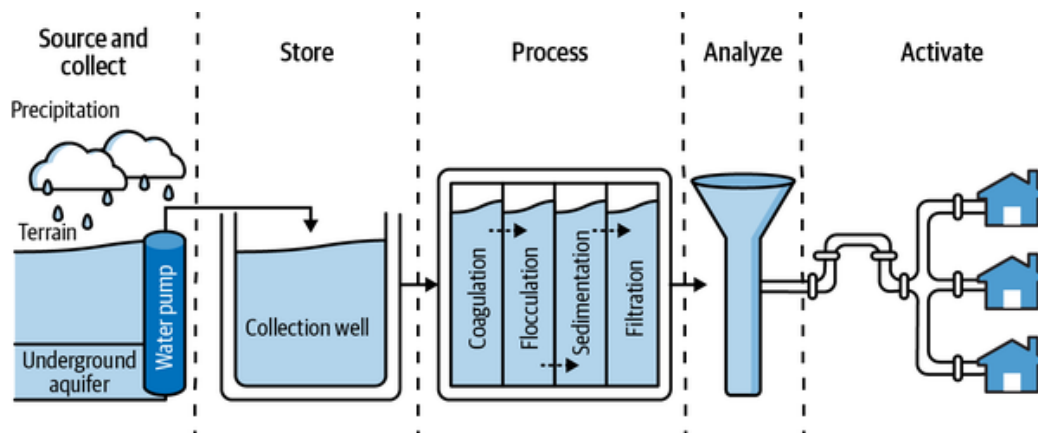 Source and
collect
Store
Process
Analyze
Activate
Precipitation
Terrain
Water pump
Underground
aquifer
Collection well
Coagulation
Flocculation
Sedimentation
Filtration